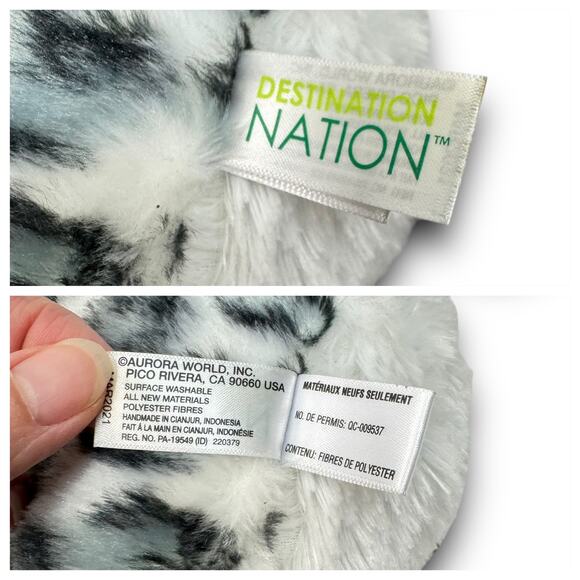 DESTINATION
NATION™
©AURORA WORLD, INC.
PICO RIVERA, CA 90660 USA
SURFACE WASHABLE
ALL NEW MATERIALS
POLYESTER FIBRES
HANDMADE IN CIANJUR, INDONESIA
FAIT À LA MAIN EN CIANJUR, INDONÉSIE
REG. NO. PA-19549 (ID) 220379
MATÉRIAUX NEUFS SEULEMENT
NO. DE PERMIS: QC-009537
CONTENU: FIBRES DE POLYESTER